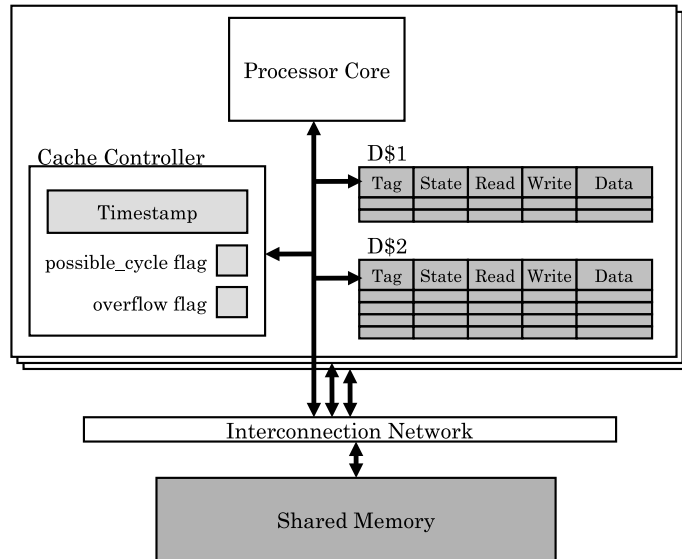 Processor Core
Cache Controller
Timestamp
possible_cycle flag
overflow flag
D$1
Tag State Read Write Data
D$2
Tag State Read Write Data
Interconnection Network
Shared Memory